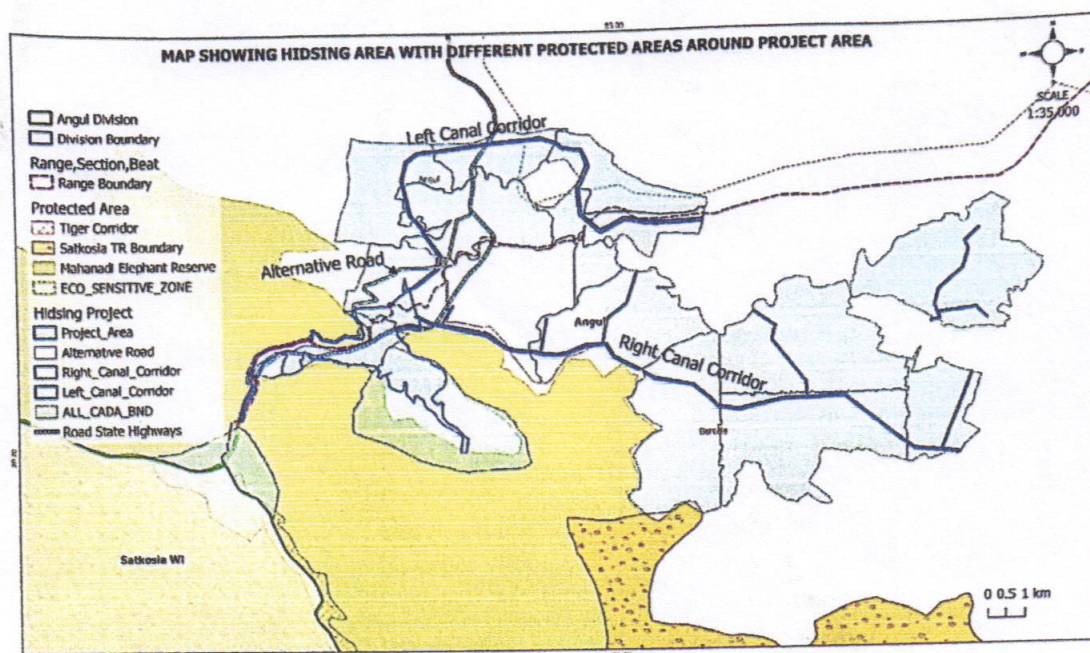 MAP SHOWING HIDSING AREA WITH DIFFERENT PROTECTED AREAS AROUND PROJECT AREA
SCALE
1:35,000
Angul Division
Division Boundary
Range,Section,Beat
Range Boundary
Protected Area
Tiger Corridor
Satkosia TR Boundary
Mahanadi Elephant Reserve
ECO_SENSITIVE_ZONE
Hidsing Project
Project_Area
Alternative Road
Right_Canal_Corridor
Left_Canal_Corridor
ALL_CADA_BND
Road State Highways
Left Canal Corridor
Alternative Road
Angul
Right Canal Corridor
Satkosia WI
0 0.5 1 km